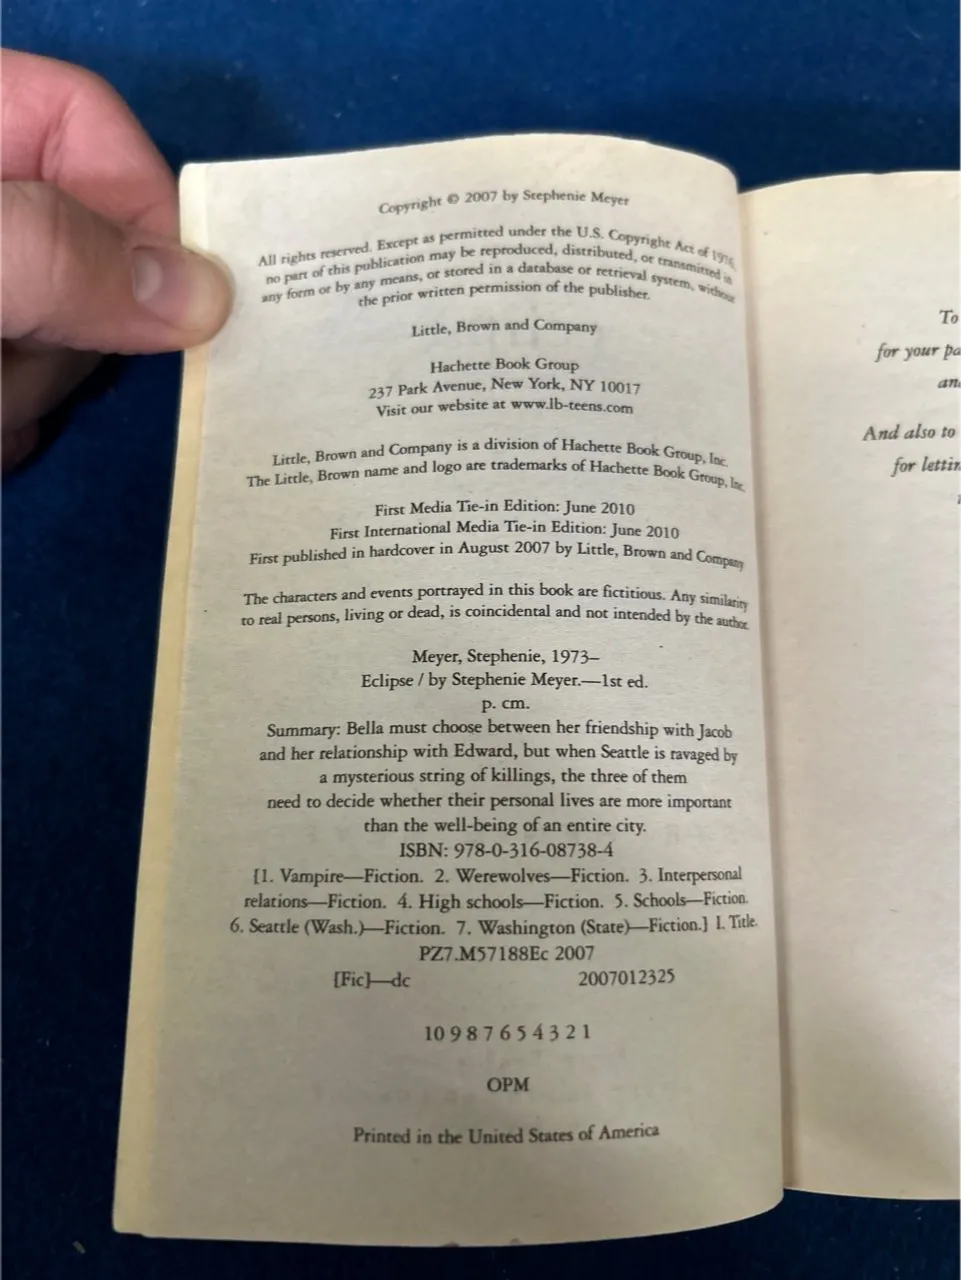 Copyright © 2007 by Stephenie Meyer
All rights reserved. Except as permitted under the U.S. Copyright Act of 1976,
no part of this publication may be reproduced, distributed, or transmitted in
any form or by any means, or stored in a database or retrieval system, without
the prior written permission of the publisher.
Little, Brown and Company
Hachette Book Group
237 Park Avenue, New York, NY 10017
Visit our website at www.lb-teens.com
Little, Brown and Company is a division of Hachette Book Group, Inc.
The Little, Brown name and logo are trademarks of Hachette Book Group, Inc.
First Media Tie-in Edition: June 2010
First International Media Tie-in Edition: June 2010
First published in hardcover in August 2007 by Little, Brown and Company
The characters and events portrayed in this book are fictitious. Any similarity
to real persons, living or dead, is coincidental and not intended by the author.
Meyer, Stephenie, 1973–
Eclipse / by Stephenie Meyer.—1st ed.
p. cm.
Summary: Bella must choose between her friendship with Jacob
and her relationship with Edward, but when Seattle is ravaged by
a mysterious string of killings, the three of them
need to decide whether their personal lives are more important
than the well-being of an entire city.
ISBN: 978-0-316-08738-4
[1. Vampire—Fiction. 2. Werewolves—Fiction. 3. Interpersonal
relations—Fiction. 4. High schools—Fiction. 5. Schools—Fiction.
6. Seattle (Wash.)—Fiction. 7. Washington (State)—Fiction.] I. Title.
PZ7.M57188Ec 2007
[Fic]—dc 2007012325
10 9 8 7 6 5 4 3 2 1
OPM
Printed in the United States of America
To
for your
And also to
for